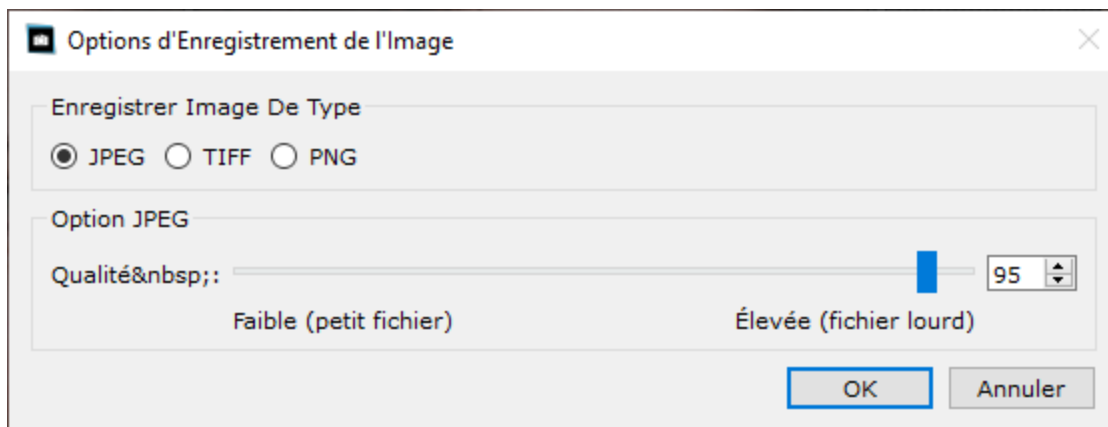 Options d'Enregistrement de l'Image
Enregistrer Image De Type
JPEG TIFF PNG
Option JPEG
Qualité&nbsp;: 95
Faible (petit fichier) Élevée (fichier lourd)
OK Annuler